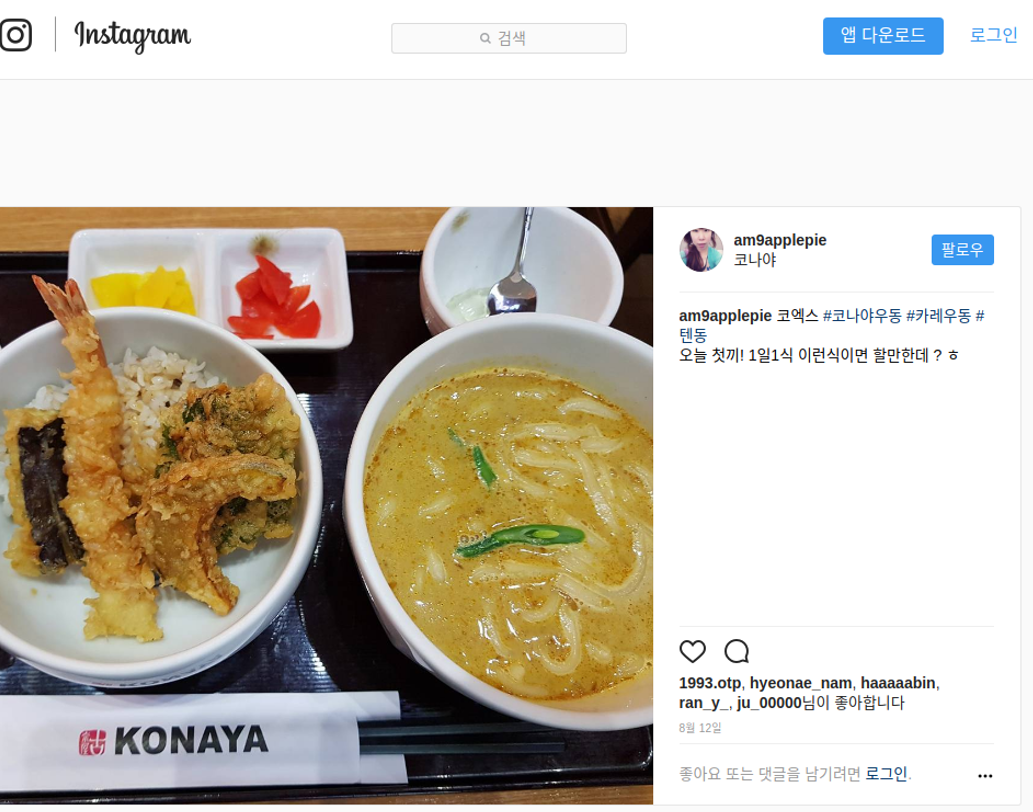 Instagram
검색
앱 다운로드
로그인
am9applepie
코나야
팔로우
am9applepie 코엑스 #코나야우동 #카레우동 #
텐동
오늘 첫끼! 1일1식 이런식이면 할만한데 ? ㅎ
1993.otp, hyeonae_nam, haaaaabin,
ran_y_, ju_00000님이 좋아합니다
8월 12일
좋아요 또는 댓글을 남기려면 로그인.
KONAYA